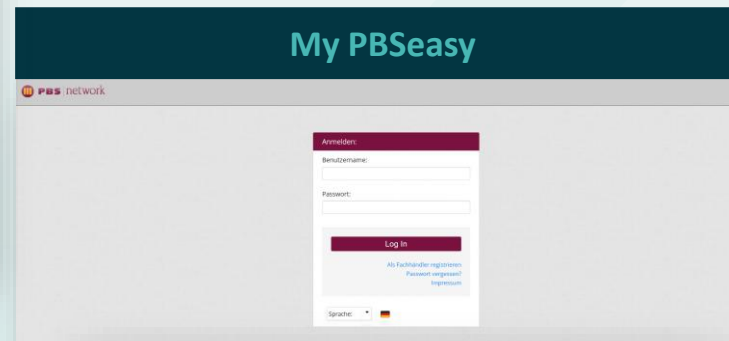 My PBSeasy
PBS network
Anmelden:
Benutzername:
Passwort:
Log In
Als Fachhändler registrieren
Passwort vergessen?
Impressum
Sprache: